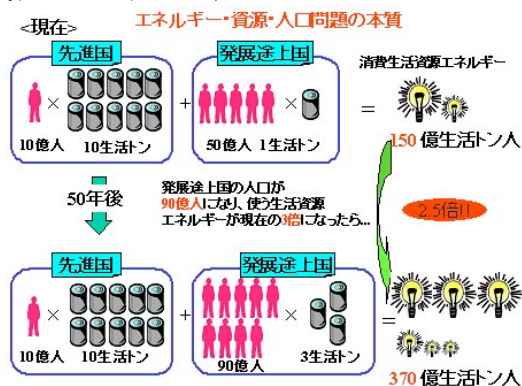 エネルギー・資源・人口問題の本質
<現在>
先進国
発展途上国
消費生活資源エネルギー
×
+
×
=
10億人 10生活トン
50億人 1生活トン
150 億生活トン人
50年後
発展途上国の人口が
90億人になり、使う生活資源
エネルギーが現在の3倍になったら...
2.5倍!!
先進国
発展途上国
×
+
×
=
10億人 10生活トン
90億人 3生活トン
370 億生活トン人